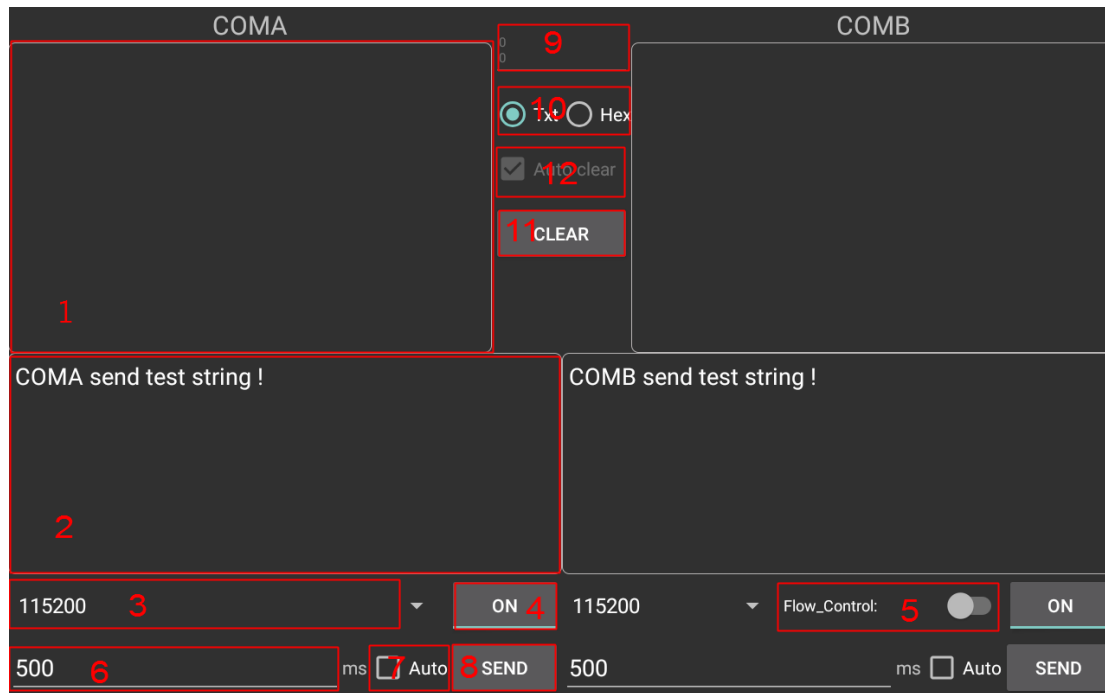 COMA
COMB
0
0
9
Txt
Hex
10
Auto clear
12
CLEAR
11
1
COMA send test string !
COMB send test string !
2
115200
3
ON
4
115200
Flow_Control:
5
ON
500
6
ms
Auto
7
SEND
8
500
ms
Auto
SEND